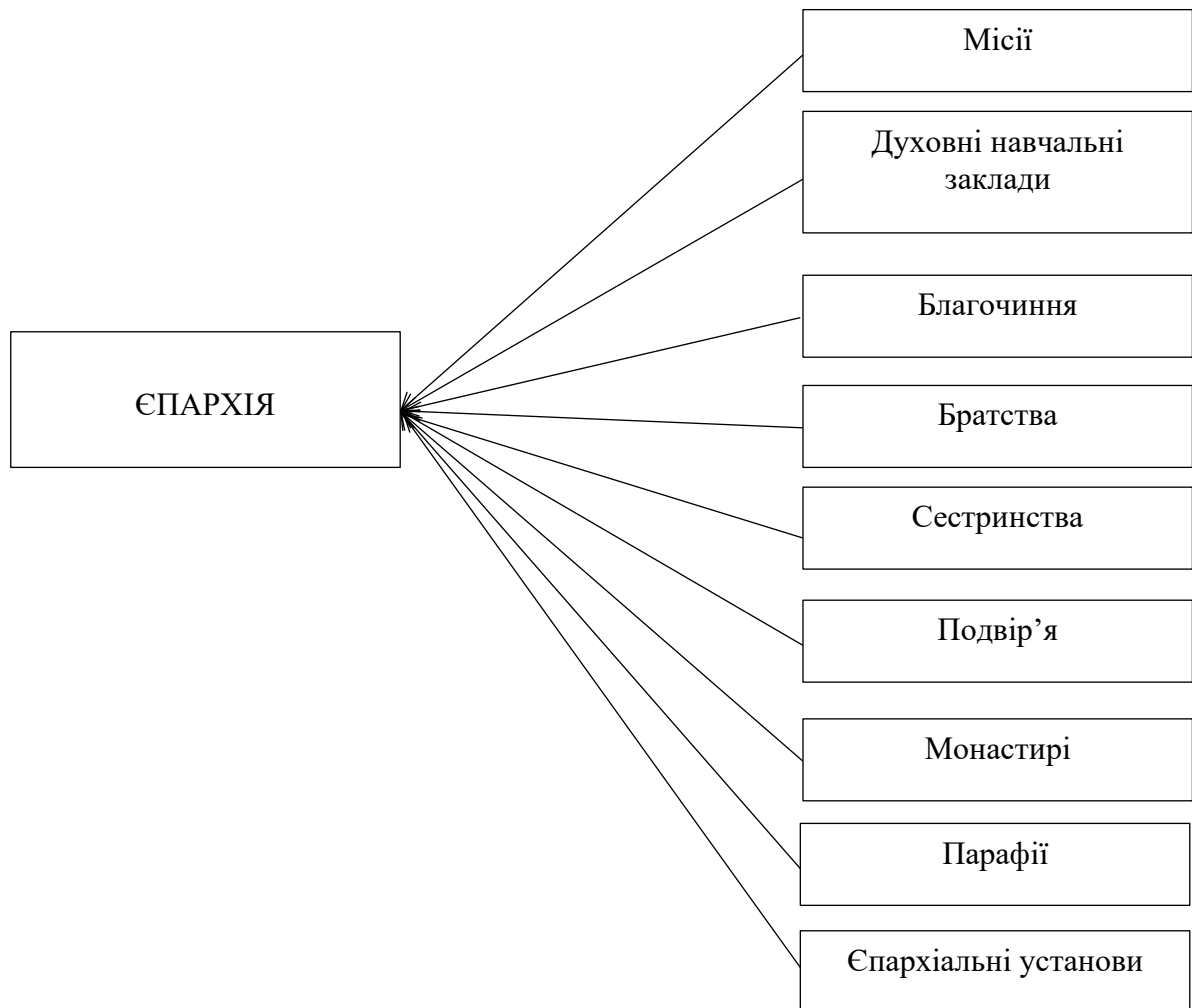 Місії
Духовні навчальні
заклади
Благочиння
ЄПАРХІЯ
Братства
Сестринства
Подвір’я
Монастирі
Парафії
Єпархіальні установи